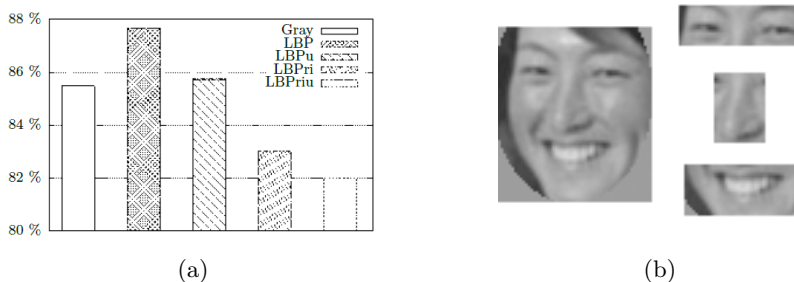 88 %
86 %
84 %
82 %
80 %
Gray
LBP
LBPu
LBPri
LBPriu
(a)
(b)